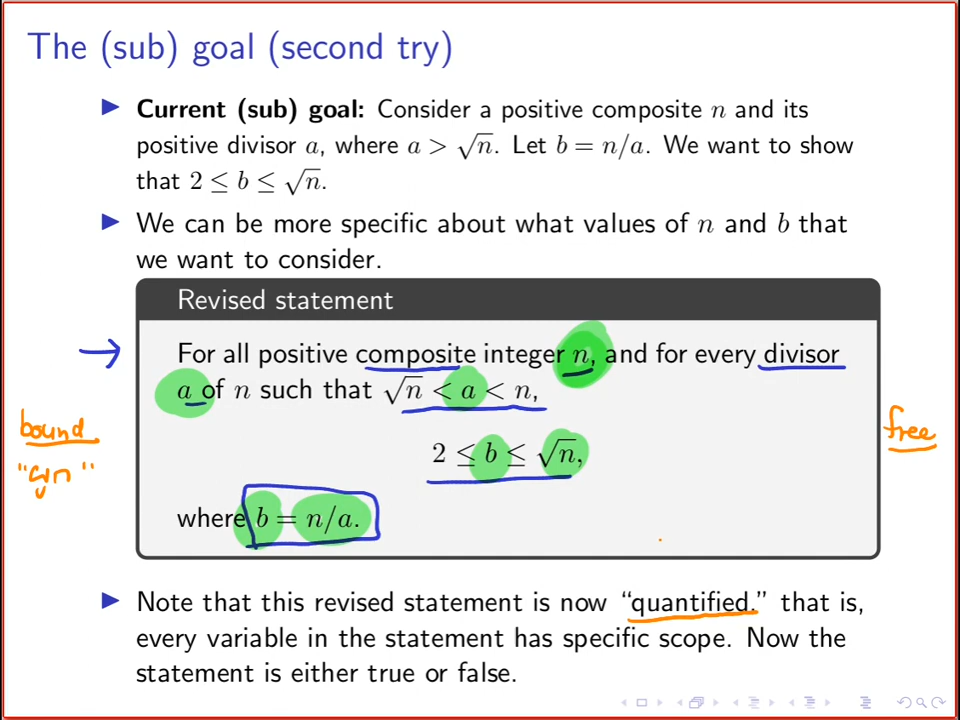 The (sub) goal (second try)
▶ Current (sub) goal: Consider a positive composite n and its
positive divisor a, where a > √n. Let b = n/a. We want to show
that 2 ≤ b ≤ √n.
▶ We can be more specific about what values of n and b that
we want to consider.
Revised statement
For all positive composite integer n, and for every divisor
a of n such that √n < a < n,
bound
free
2 ≤ b ≤ √n,
where b = n/a.
▶ Note that this revised statement is now “quantified.” that is,
every variable in the statement has specific scope. Now the
statement is either true or false.